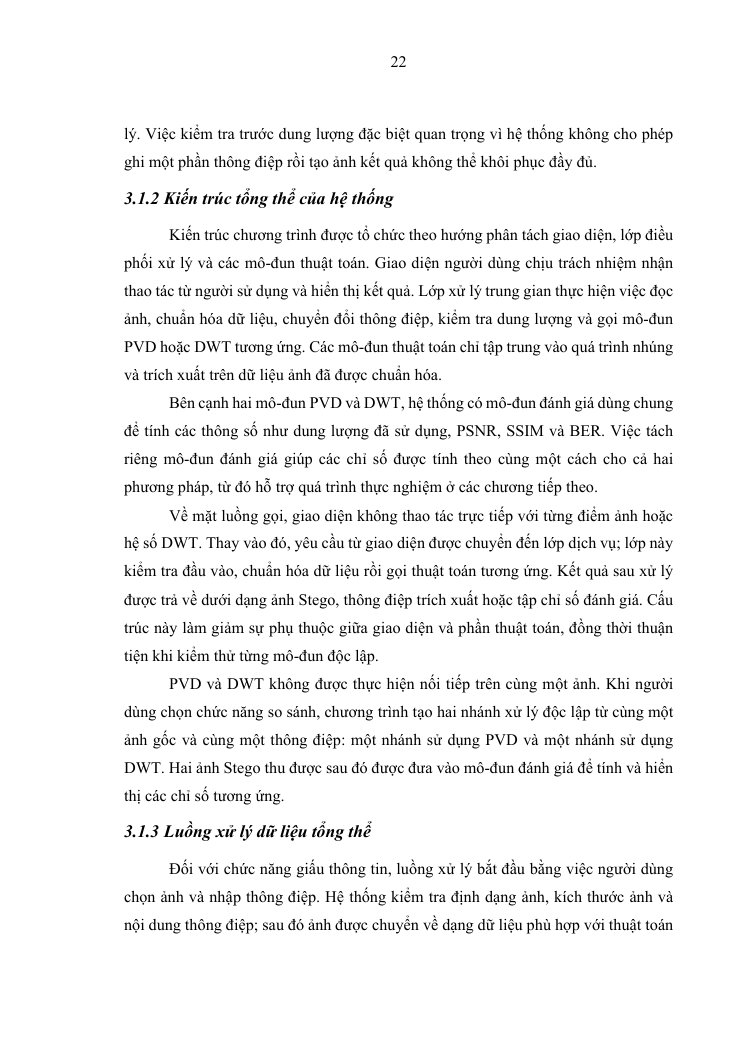 22
lý. Việc kiểm tra trước dung lượng đặc biệt quan trọng vì hệ thống không cho phép
ghi một phần thông điệp rồi tạo ảnh kết quả không thể khôi phục đầy đủ.
3.1.2 Kiến trúc tổng thể của hệ thống
Kiến trúc chương trình được tổ chức theo hướng phân tách giao diện, lớp điều
phối xử lý và các mô-đun thuật toán. Giao diện người dùng chịu trách nhiệm nhận
thao tác từ người sử dụng và hiển thị kết quả. Lớp xử lý trung gian thực hiện việc đọc
ảnh, chuẩn hóa dữ liệu, chuyển đổi thông điệp, kiểm tra dung lượng và gọi mô-đun
PVD hoặc DWT tương ứng. Các mô-đun thuật toán chỉ tập trung vào quá trình nhúng
và trích xuất trên dữ liệu ảnh đã được chuẩn hóa.
Bên cạnh hai mô-đun PVD và DWT, hệ thống có mô-đun đánh giá dùng chung
để tính các thông số như dung lượng đã sử dụng, PSNR, SSIM và BER. Việc tách
riêng mô-đun đánh giá giúp các chỉ số được tính theo cùng một cách cho cả hai
phương pháp, từ đó hỗ trợ quá trình thực nghiệm ở các chương tiếp theo.
Về mặt luồng gọi, giao diện không thao tác trực tiếp với từng điểm ảnh hoặc
hệ số DWT. Thay vào đó, yêu cầu từ giao diện được chuyển đến lớp dịch vụ; lớp này
kiểm tra đầu vào, chuẩn hóa dữ liệu rồi gọi thuật toán tương ứng. Kết quả sau xử lý
được trả về dưới dạng ảnh Stego, thông điệp trích xuất hoặc tập chỉ số đánh giá. Cấu
trúc này làm giảm sự phụ thuộc giữa giao diện và phần thuật toán, đồng thời thuận
tiện khi kiểm thử từng mô-đun độc lập.
PVD và DWT không được thực hiện nối tiếp trên cùng một ảnh. Khi người
dùng chọn chức năng so sánh, chương trình tạo hai nhánh xử lý độc lập từ cùng một
ảnh gốc và cùng một thông điệp: một nhánh sử dụng PVD và một nhánh sử dụng
DWT. Hai ảnh Stego thu được sau đó được đưa vào mô-đun đánh giá để tính và hiển
thị các chỉ số tương ứng.
3.1.3 Luồng xử lý dữ liệu tổng thể
Đối với chức năng giấu thông tin, luồng xử lý bắt đầu bằng việc người dùng
chọn ảnh và nhập thông điệp. Hệ thống kiểm tra định dạng ảnh, kích thước ảnh và
nội dung thông điệp; sau đó ảnh được chuyển về dạng dữ liệu phù hợp với thuật toán